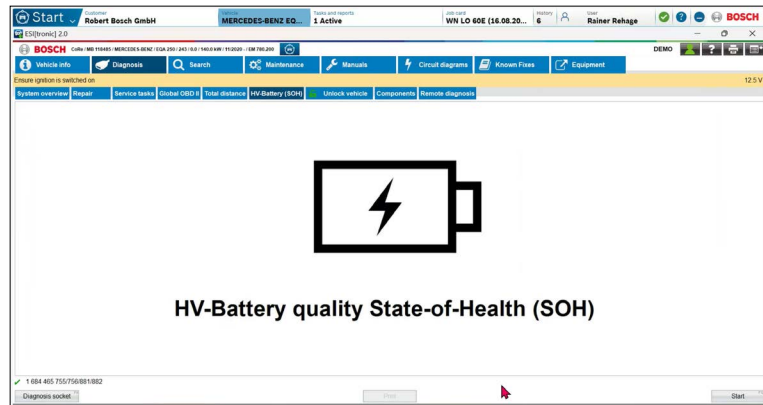 Start
Customer
Robert Bosch GmbH
Vehicle
MERCEDES-BENZ EQ...
Tasks and reports
1 Active
Job card
WN LO 60E (16.08.20...
History
6
User
Rainer Rehage
BOSCH
ESI[tronic] 2.0
BOSCH
CoRe / MB 118495 / MERCEDES-BENZ / EQA 250 / 243 / 0.0 / 140.0 kW / 11/2020 - / EM 780.200
DEMO
Vehicle info
Diagnosis
Search
Maintenance
Manuals
Circuit diagrams
Known Fixes
Equipment
Ensure ignition is switched on
12.5 V
System overview
Repair
Service tasks
Global OBD II
Total distance
HV-Battery (SOH)
Unlock vehicle
Components
Remote diagnosis
HV-Battery quality State-of-Health (SOH)
1 684 465 755/756/881/882
Diagnosis socket
Print
Start